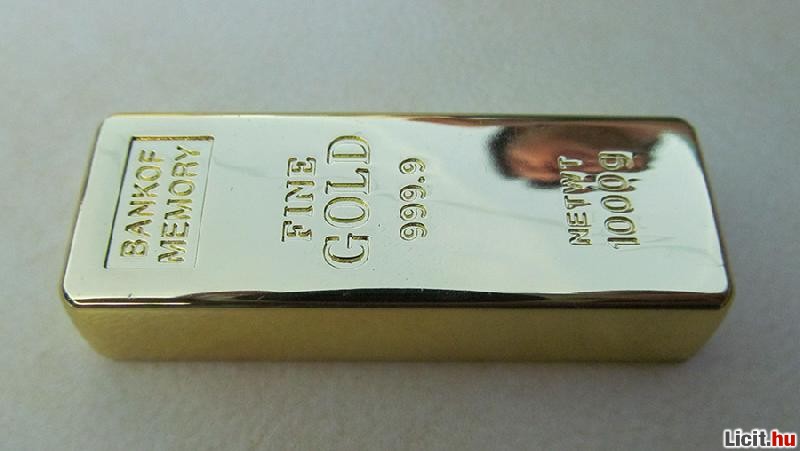 BANKOF
MEMORY
FINE
GOLD
999.9
NETWT
1000g
Licit.hu